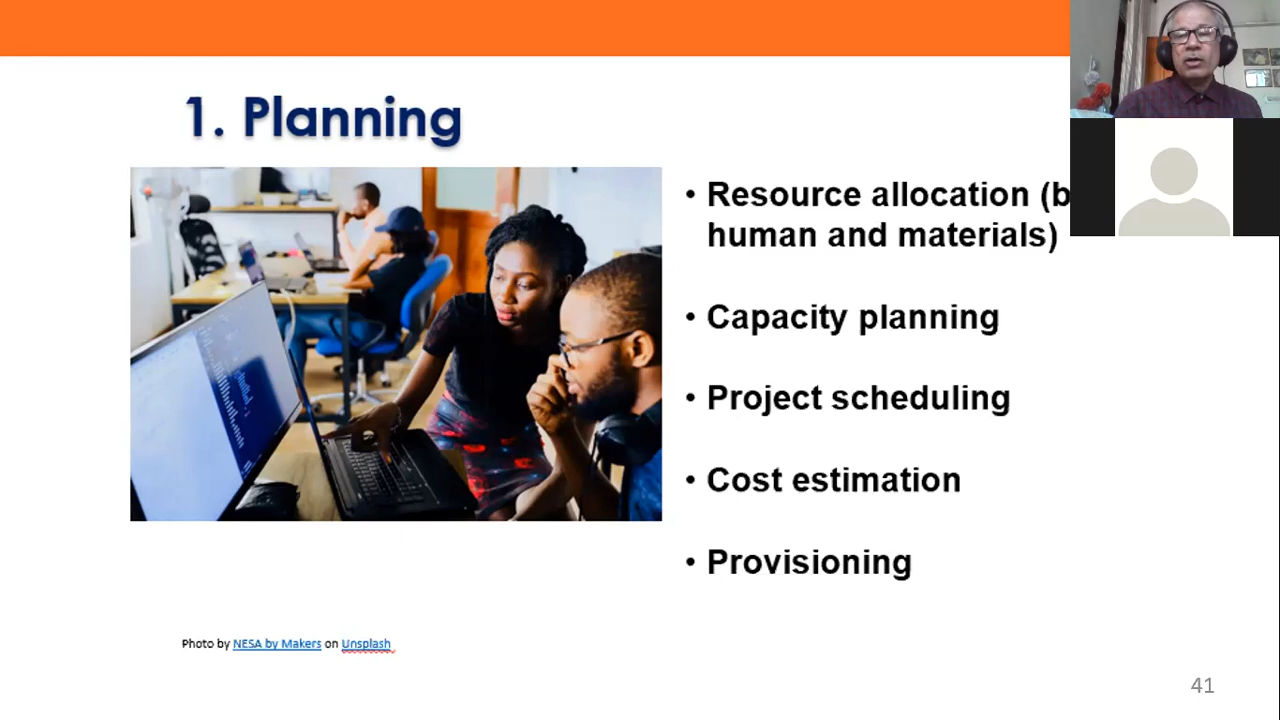 1. Planning
• Resource allocation (b
human and materials)
• Capacity planning
• Project scheduling
• Cost estimation
• Provisioning
Photo by NESA by Makers on Unsplash
41